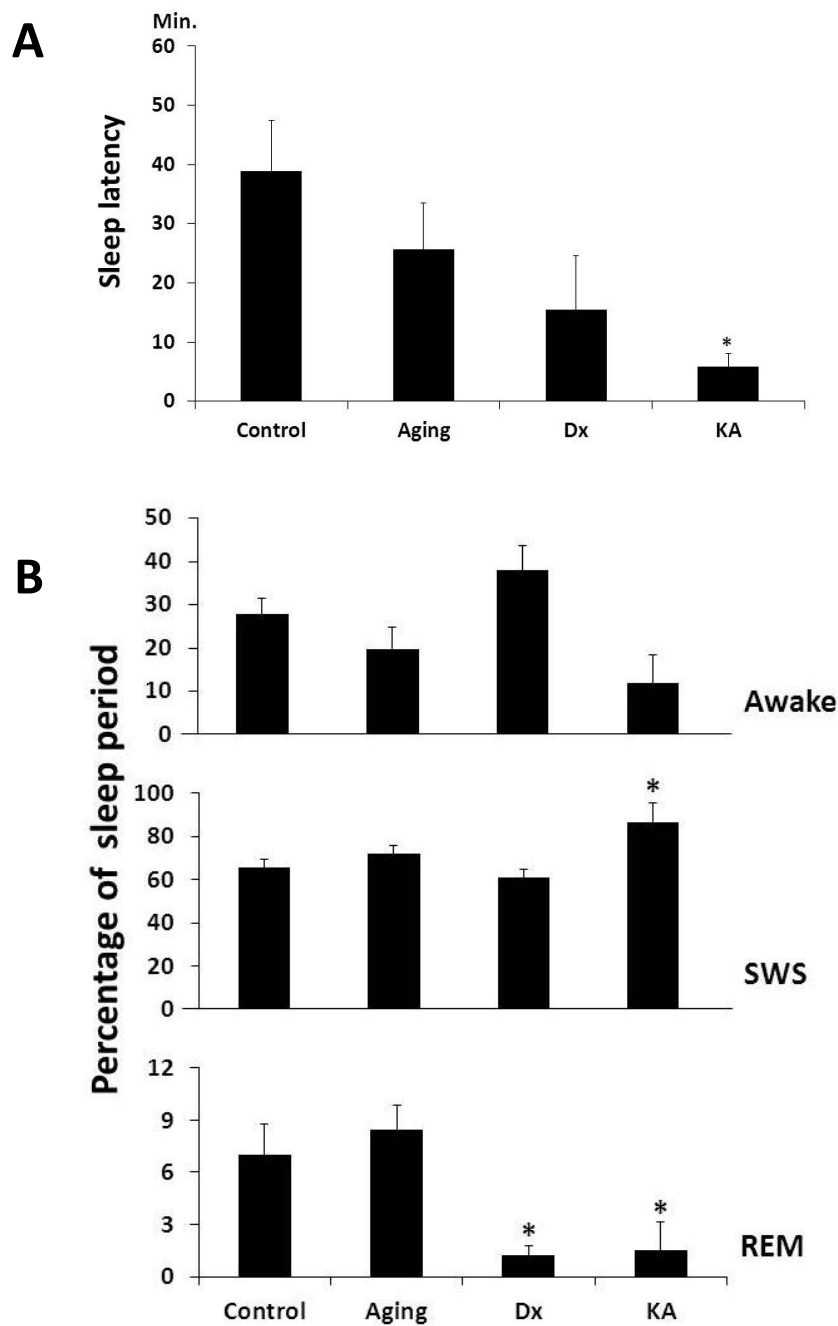 A
Min.
60
50
40
30
20
10
0
Sleep latency
Control Aging Dx KA
*
B
Percentage of sleep period
50
40
30
20
10
0
Awake
100
80
60
40
20
0
*
SWS
12
9
6
3
0
* *
REM
Control Aging Dx KA